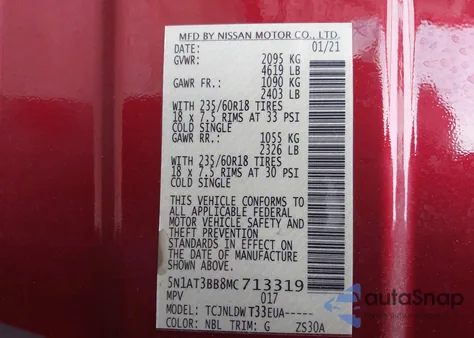 MFD BY NISSAN MOTOR CO., LTD.
DATE: 01/21
GVWR: 2095 KG
4619 LB
GAWR FR.: 1090 KG
2403 LB
WITH 235/60R18 TIRES
18 x 7.5 RIMS AT 33 PSI
COLD SINGLE
GAWR RR.: 1055 KG
2326 LB
WITH 235/60R18 TIRES
18 x 7.5 RIMS AT 30 PSI
COLD SINGLE
THIS VEHICLE CONFORMS TO
ALL APPLICABLE FEDERAL
MOTOR VEHICLE SAFETY AND
THEFT PREVENTION
STANDARDS IN EFFECT ON
THE DATE OF MANUFACTURE
SHOWN ABOVE.
5N1AT3BB8MC713319
MPV 017
MODEL: TCJNLDW T33EUA-----
COLOR: NBL TRIM: G ZS30A
autaSnap